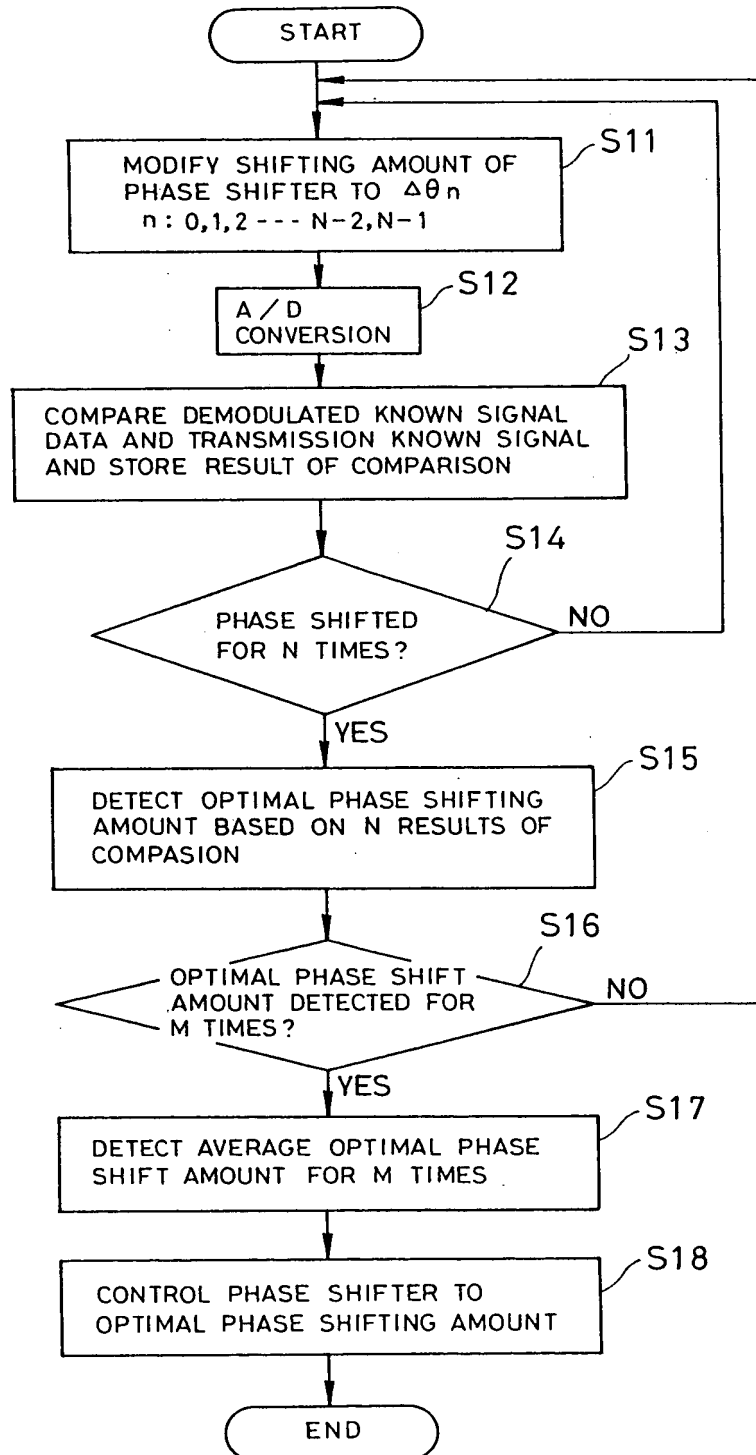 START
S11
MODIFY SHIFTING AMOUNT OF
PHASE SHIFTER TO Δθn
n: 0,1,2 --- N-2,N-1
S12
A/D
CONVERSION
S13
COMPARE DEMODULATED KNOWN SIGNAL
DATA AND TRANSMISSION KNOWN SIGNAL
AND STORE RESULT OF COMPARISON
S14
PHASE SHIFTED
FOR N TIMES?
NO
YES
S15
DETECT OPTIMAL PHASE SHIFTING
AMOUNT BASED ON N RESULTS OF
COMPASION
S16
OPTIMAL PHASE SHIFT
AMOUNT DETECTED FOR
M TIMES?
NO
YES
S17
DETECT AVERAGE OPTIMAL PHASE
SHIFT AMOUNT FOR M TIMES
S18
CONTROL PHASE SHIFTER TO
OPTIMAL PHASE SHIFTING AMOUNT
END